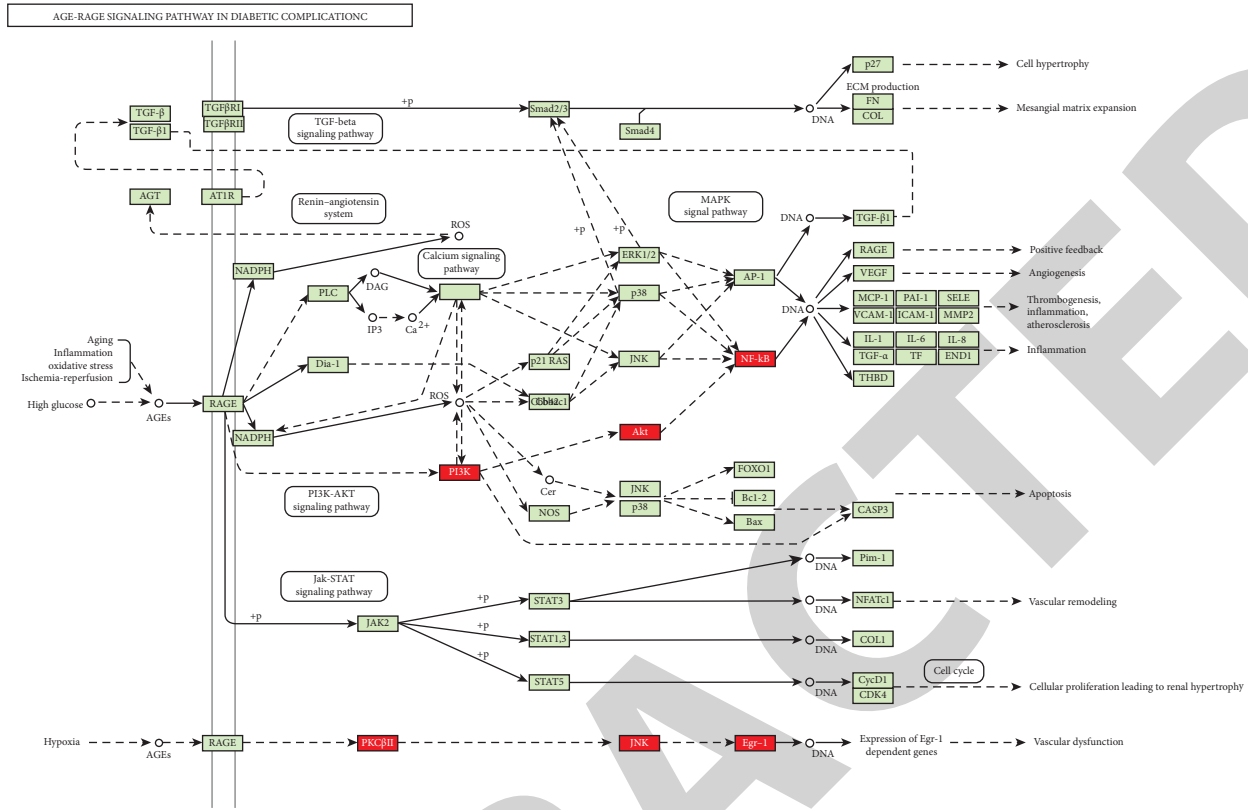 AGE-RAGE SIGNALING PATHWAY IN DIABETIC COMPLICATIONC
p27
Cell hypertrophy
ECM production
FN
COL
Mesangial matrix expansion
TGF-β
TGF-β1
TGFβRI
TGFβRII
+p
TGF-beta
signaling pathway
Smad2/3
Smad4
DNA
AGT
AT1R
Renin–angiotensin
system
MAPK
signal pathway
ROS
+p
+p
DNA
TGF-β1
NADPH
Calcium signaling
pathway
ERK1/2
AP-1
RAGE
Positive feedback
VEGF
Angiogenesis
PLC
DAG
IP3
Ca2+
p38
DNA
MCP-1
PAI-1
SELE
VCAM-1
ICAM-1
MMP2
Thrombogenesis,
inflammation,
atherosclerosis
Aging
Inflammation
oxidative stress
Ischemia-reperfusion
Dia-1
p21 RAS
JNK
NF-kB
IL-1
IL-6
IL-8
TGF-α
TF
END1
Inflammation
THBD
High glucose
AGEs
RAGE
ROS
NADPH
Akt
PI3K
PI3K-AKT
signaling pathway
Cer
NOS
JNK
p38
FOXO1
Bc1-2
Bax
CASP3
Apoptosis
Jak-STAT
signaling pathway
+p
JAK2
+p
+p
+p
STAT3
STAT1,3
STAT5
DNA
Pim-1
DNA
NFATc1
Vascular remodeling
DNA
COL1
Cell cycle
DNA
CycD1
CDK4
Cellular proliferation leading to renal hypertrophy
Hypoxia
AGEs
RAGE
PKCβII
JNK
Egr–1
DNA
Expression of Egr-1
dependent genes
Vascular dysfunction